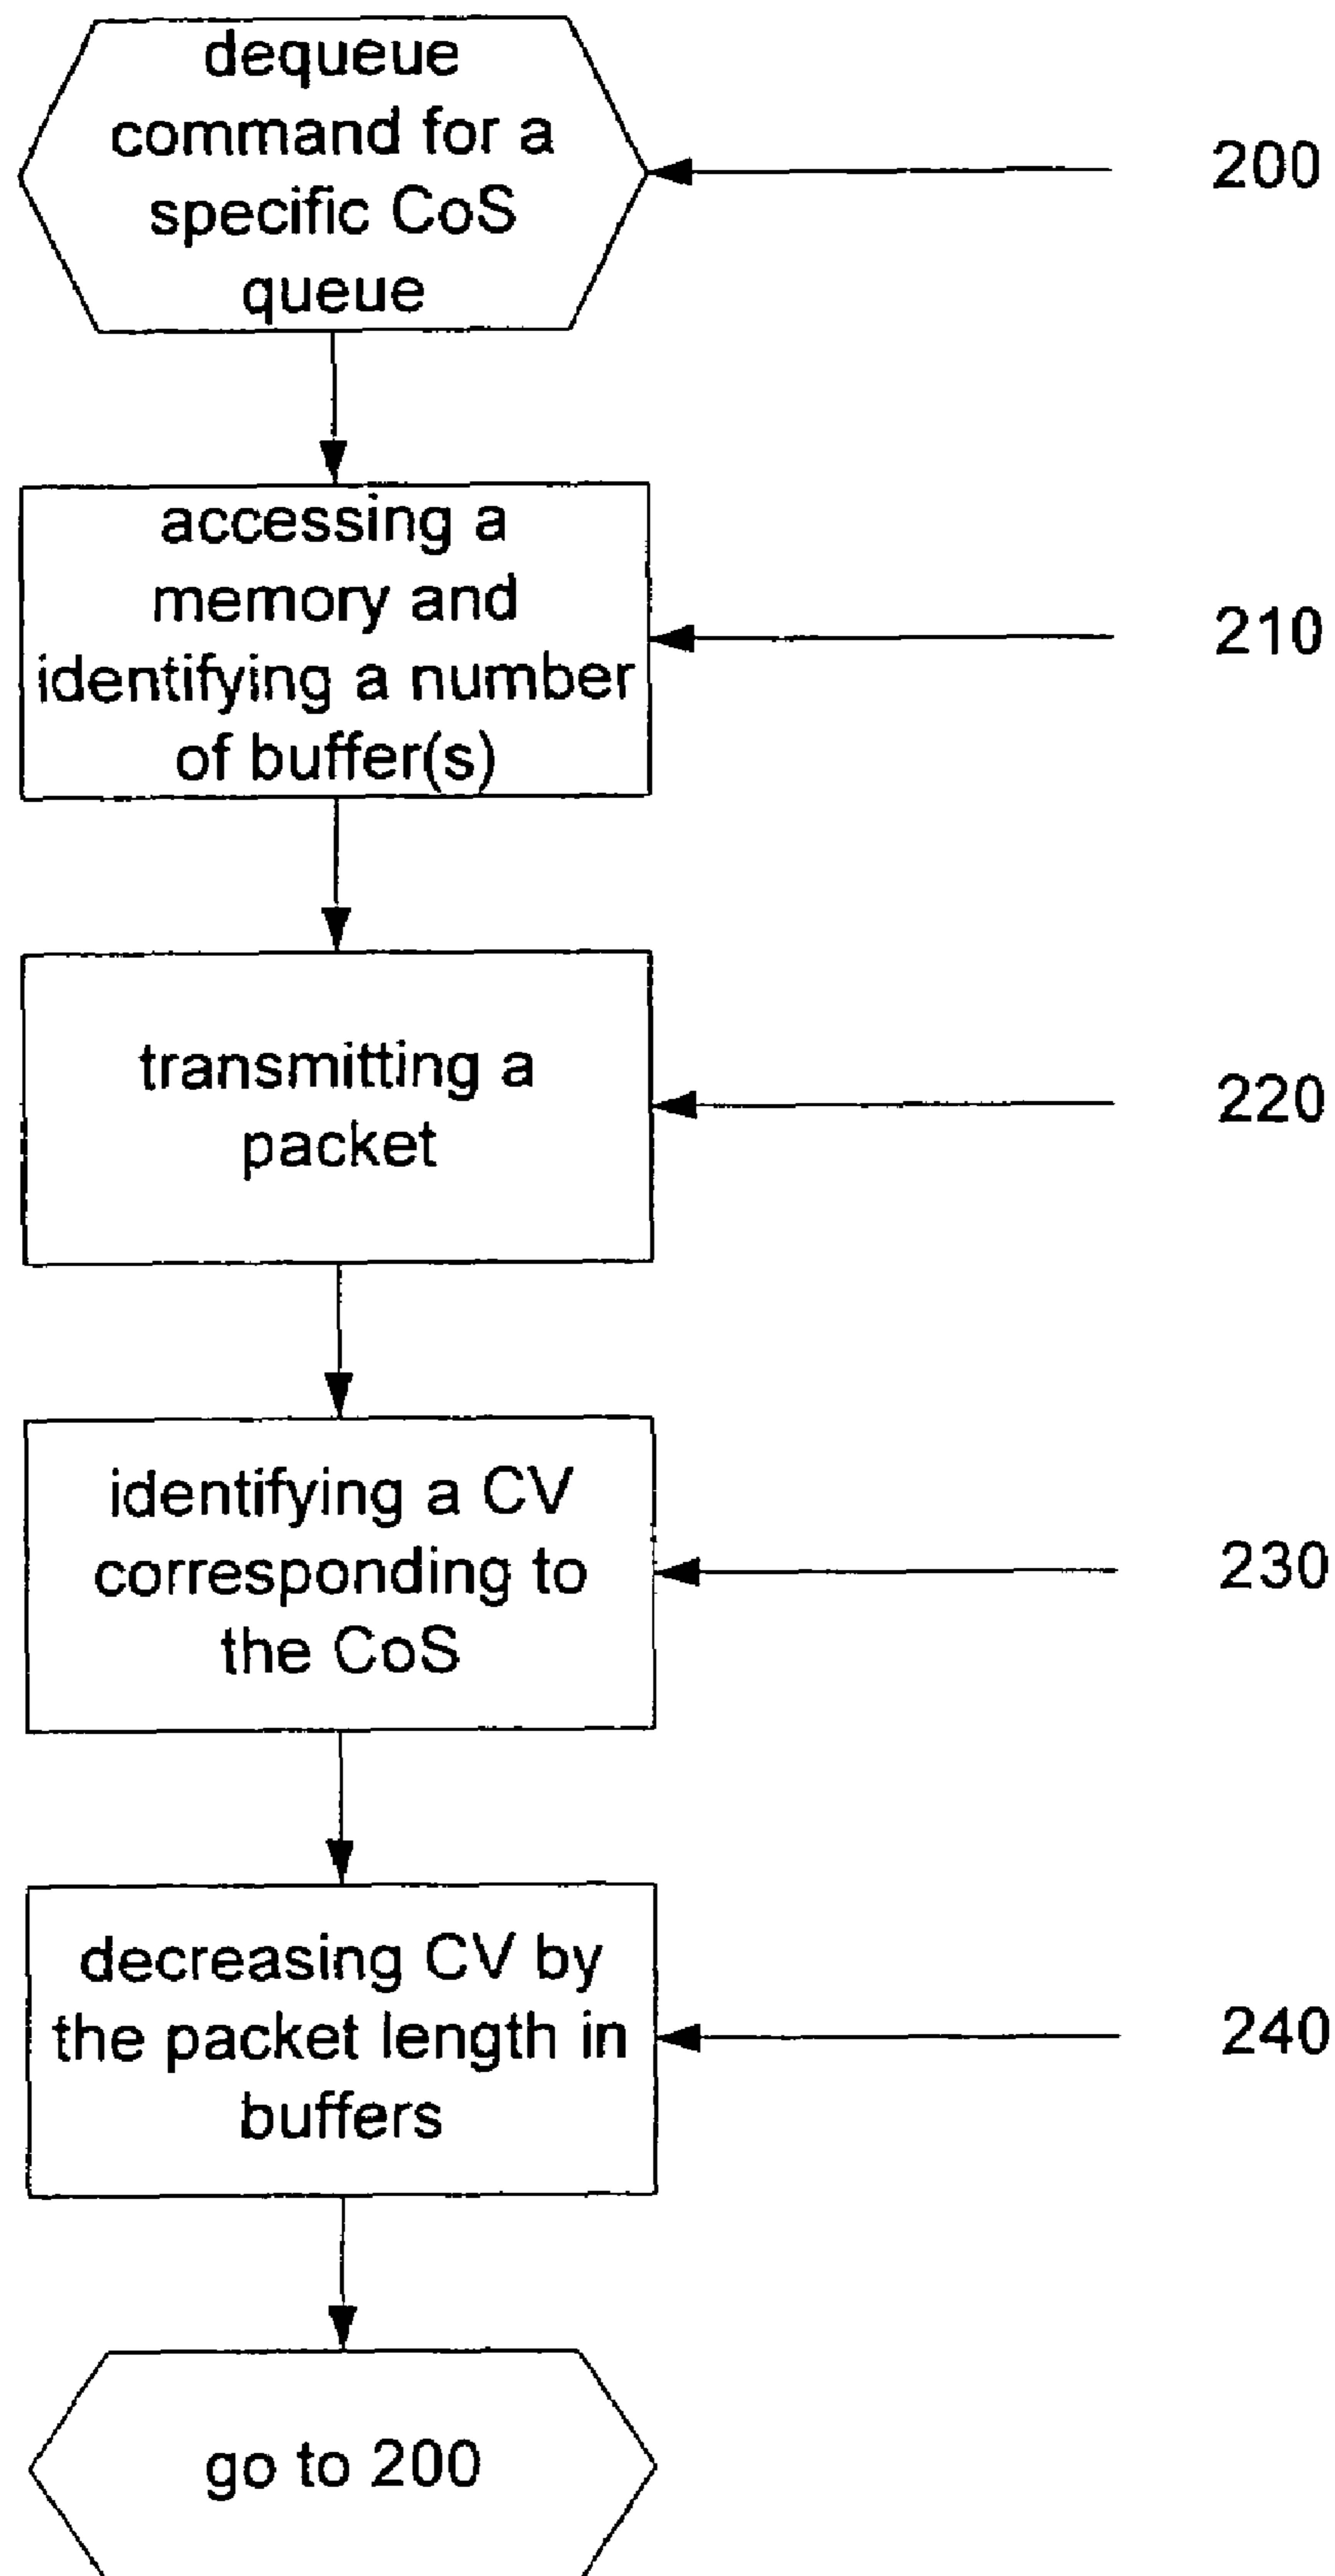 dequeue
command for a
specific CoS
queue
200
accessing a
memory and
identifying a number
of buffer(s)
210
transmitting a
packet
220
identifying a CV
corresponding to
the CoS
230
decreasing CV by
the packet length in
buffers
240
go to 200